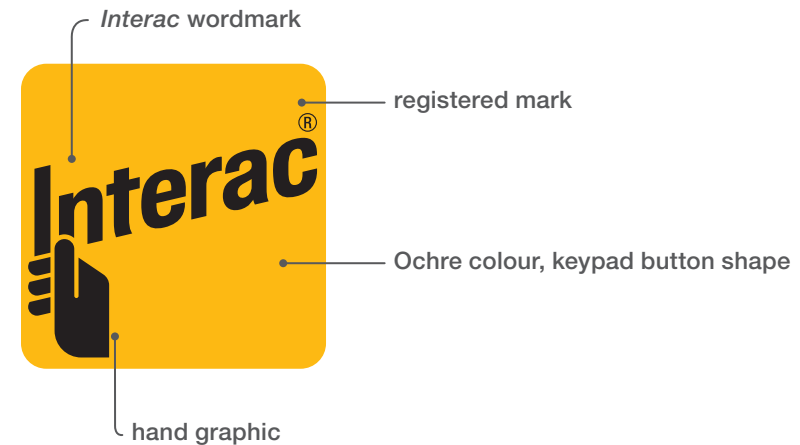 Interac wordmark
registered mark
®
Interac
Ochre colour, keypad button shape
hand graphic